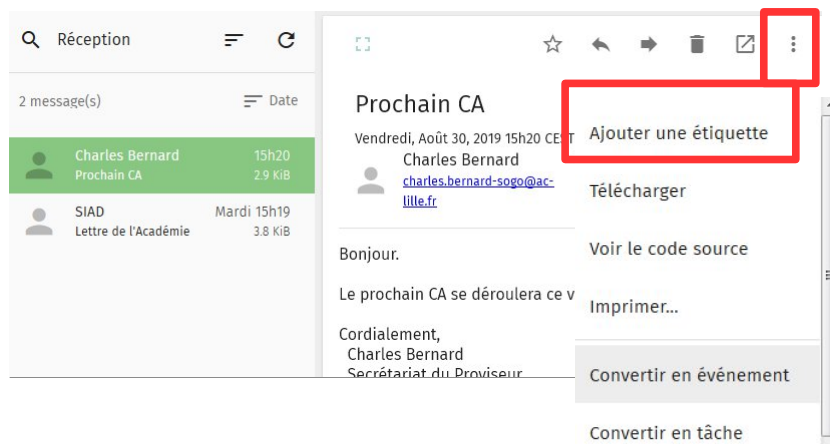 Réception
2 message(s)
Date
Charles Bernard 15h20
Prochain CA 2.9 KiB
SIAD Mardi 15h19
Lettre de l'Académie 3.8 KiB
Prochain CA
Vendredi, Août 30, 2019 15h20 CEST
Charles Bernard
charles.bernard-sogo@ac-
lille.fr
Bonjour.
Le prochain CA se déroulera ce v
Cordialement,
Charles Bernard
Secrétariat du Proviseur
Ajouter une étiquette
Télécharger
Voir le code source
Imprimer...
Convertir en événement
Convertir en tâche